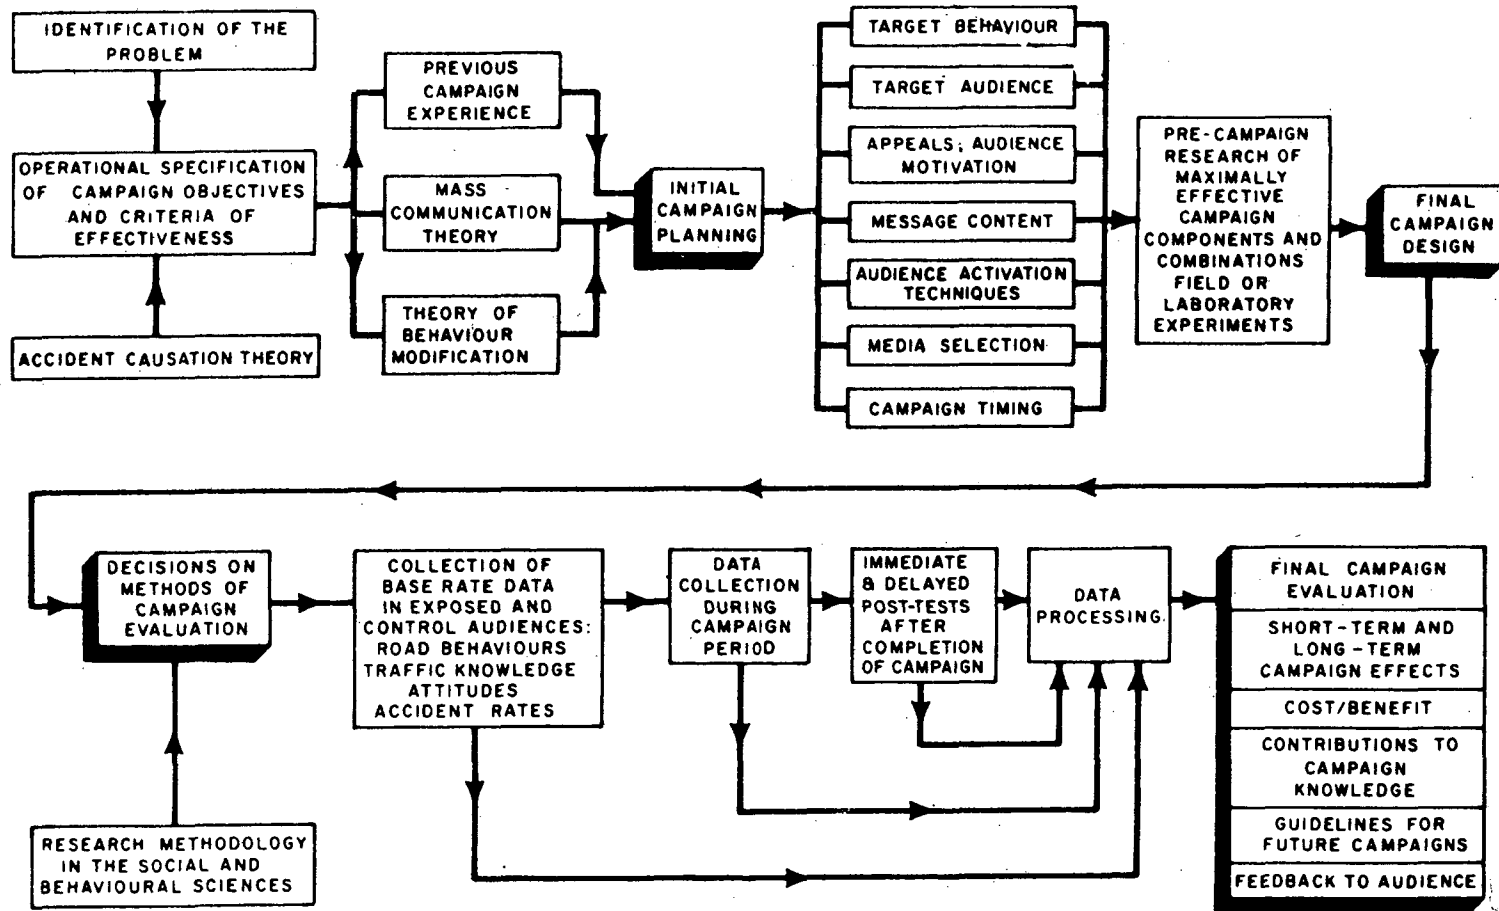 IDENTIFICATION OF THE
PROBLEM
OPERATIONAL SPECIFICATION
OF CAMPAIGN OBJECTIVES
AND CRITERIA OF
EFFECTIVENESS
ACCIDENT CAUSATION THEORY
PREVIOUS
CAMPAIGN
EXPERIENCE
MASS
COMMUNICATION
THEORY
THEORY OF
BEHAVIOUR
MODIFICATION
INITIAL
CAMPAIGN
PLANNING
TARGET BEHAVIOUR
TARGET AUDIENCE
APPEALS; AUDIENCE
MOTIVATION
MESSAGE CONTENT
AUDIENCE ACTIVATION
TECHNIQUES
MEDIA SELECTION
CAMPAIGN TIMING
PRE-CAMPAIGN
RESEARCH OF
MAXIMALLY
EFFECTIVE
CAMPAIGN
COMPONENTS AND
COMBINATIONS
FIELD OR
LABORATORY
EXPERIMENTS
FINAL
CAMPAIGN
DESIGN
DECISIONS ON
METHODS OF
CAMPAIGN
EVALUATION
RESEARCH METHODOLOGY
IN THE SOCIAL AND
BEHAVIOURAL SCIENCES
COLLECTION OF
BASE RATE DATA
IN EXPOSED AND
CONTROL AUDIENCES:
ROAD BEHAVIOURS
TRAFFIC KNOWLEDGE
ATTITUDES
ACCIDENT RATES
DATA
COLLECTION
DURING
CAMPAIGN
PERIOD
IMMEDIATE
& DELAYED
POST-TESTS
AFTER
COMPLETION
OF CAMPAIGN
DATA
PROCESSING
FINAL CAMPAIGN
EVALUATION
SHORT-TERM AND
LONG-TERM
CAMPAIGN EFFECTS
COST/BENEFIT
CONTRIBUTIONS TO
CAMPAIGN
KNOWLEDGE
GUIDELINES FOR
FUTURE CAMPAIGNS
FEEDBACK TO AUDIENCE